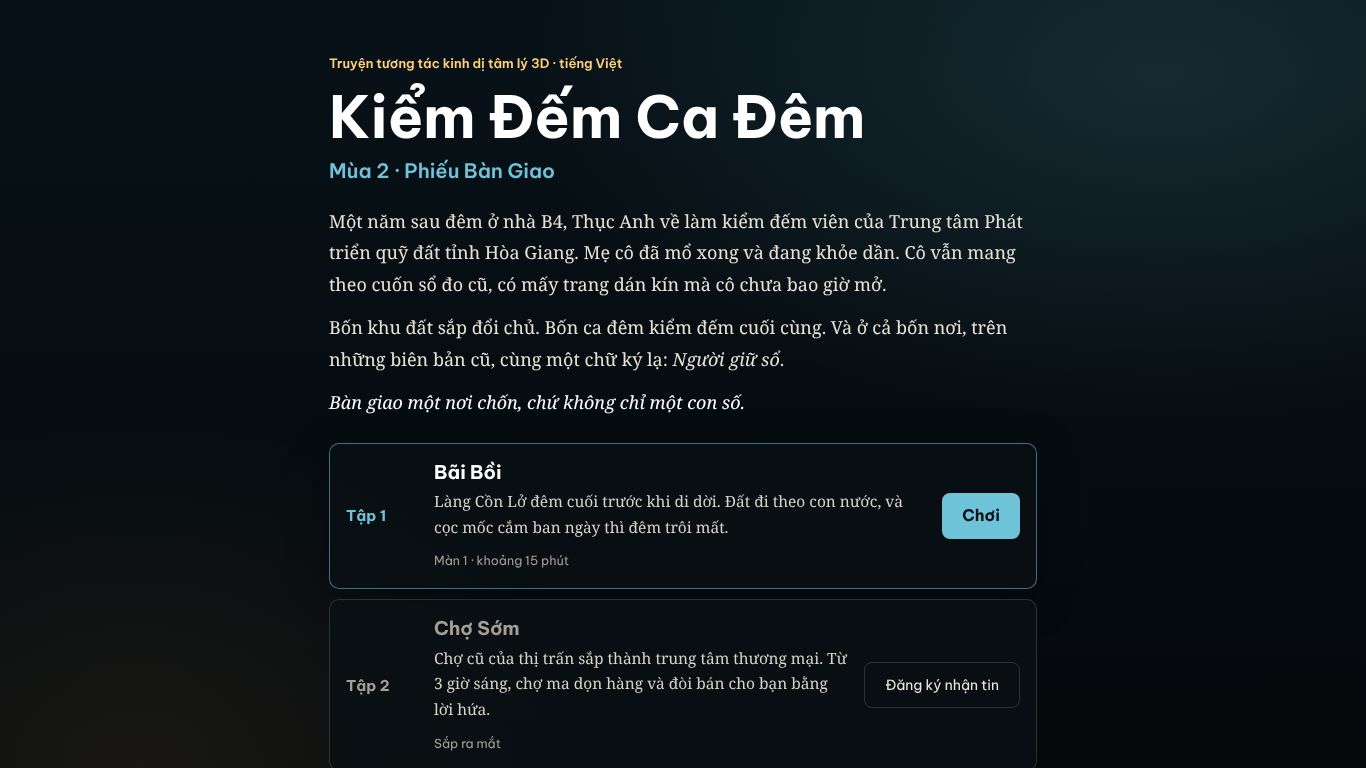 Truyện tương tác kinh dị tâm lý 3D · tiếng Việt
Kiểm Đếm Ca Đêm
Mùa 2 · Phiếu Bàn Giao
Một năm sau đêm ở nhà B4, Thục Anh về làm kiểm đếm viên của Trung tâm Phát
triển quỹ đất tỉnh Hòa Giang. Mẹ cô đã mổ xong và đang khỏe dần. Cô vẫn mang
theo cuốn sổ đo cũ, có mấy trang dán kín mà cô chưa bao giờ mở.
Bốn khu đất sắp đổi chủ. Bốn ca đêm kiểm đếm cuối cùng. Và ở cả bốn nơi, trên
những biên bản cũ, cùng một chữ ký lạ: Người giữ sổ.
Bàn giao một nơi chốn, chứ không chỉ một con số.
Tập 1
Bãi Bồi
Làng Cồn Lở đêm cuối trước khi di dời. Đất đi theo con nước, và
cọc mốc cắm ban ngày thì đêm trôi mất.
Màn 1 · khoảng 15 phút
Chơi
Tập 2
Chợ Sớm
Chợ cũ của thị trấn sắp thành trung tâm thương mại. Từ
3 giờ sáng, chợ ma dọn hàng và đòi bán cho bạn bằng
lời hứa.
Sắp ra mắt
Đăng ký nhận tin